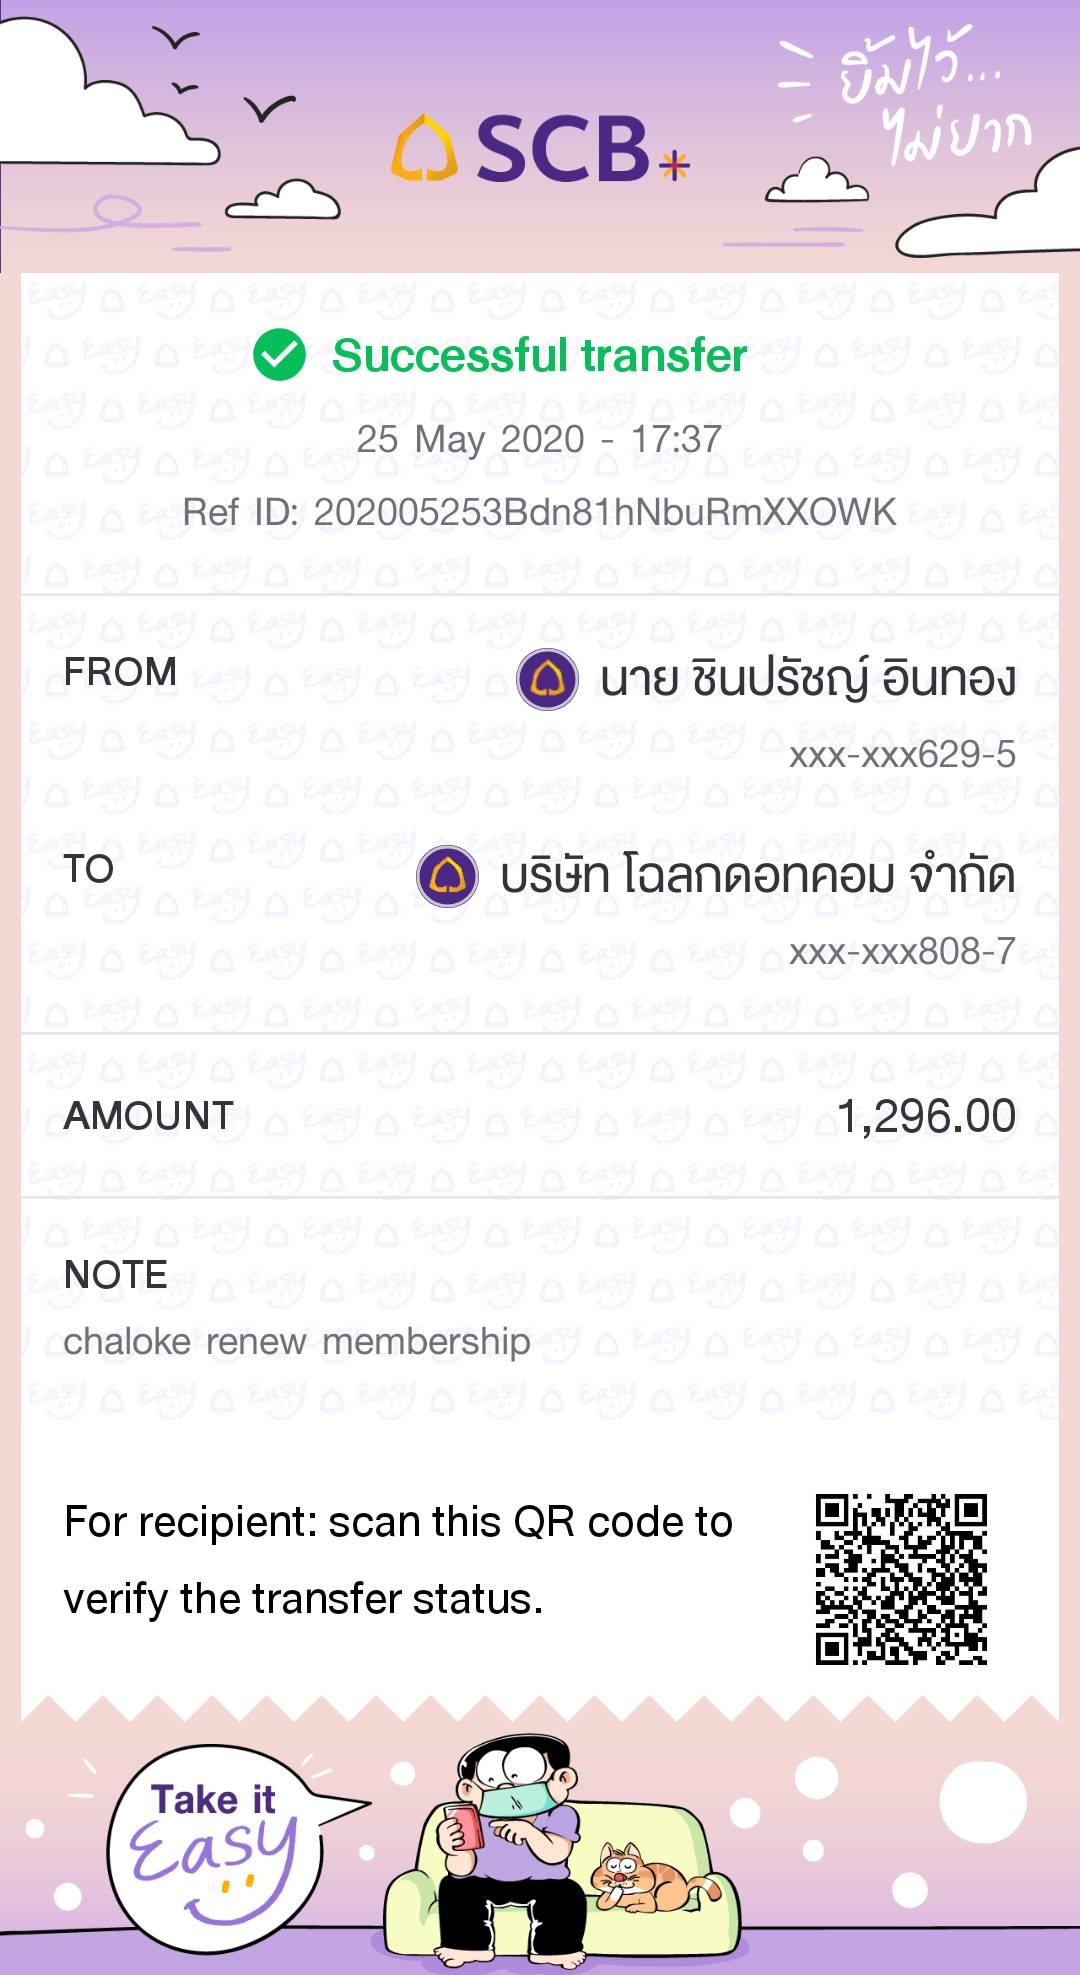 ยิ้มไว้...
ไม่ยาก
SCB
Successful transfer
25 May 2020 - 17:37
Ref ID: 202005253Bdn81hNbuRmXXOWK
FROM
นาย ชินปรัชญ์ อินทอง
xxx-xxx629-5
TO
บริษัท โฉลกดอทคอม จำกัด
xxx-xxx808-7
AMOUNT
1,296.00
NOTE
chaloke renew membership
For recipient: scan this QR code to
verify the transfer status.
Take it
Easy